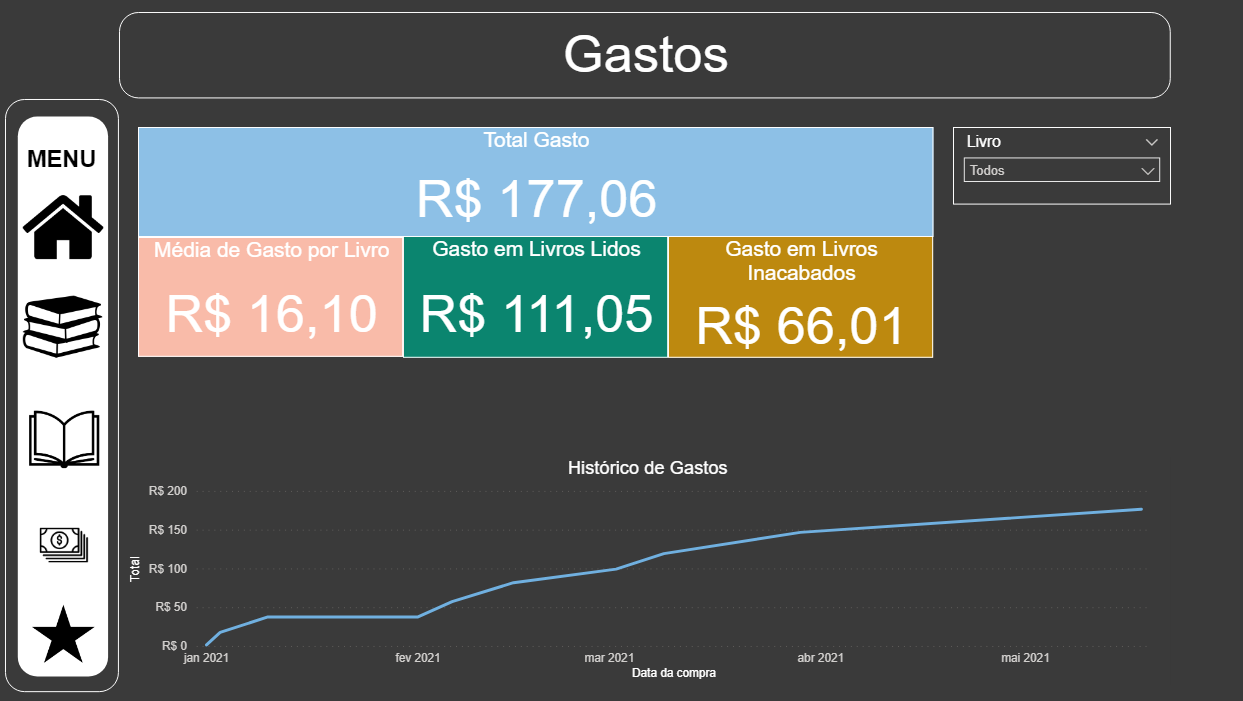 Gastos
MENU
Total Gasto
R$ 177,06
Livro
Todos
Média de Gasto por Livro
R$ 16,10
Gasto em Livros Lidos
R$ 111,05
Gasto em Livros
Inacabados
R$ 66,01
Histórico de Gastos
R$ 200
R$ 150
R$ 100
R$ 50
R$ 0
Total
jan 2021 fev 2021 mar 2021 abr 2021 mai 2021
Data da compra